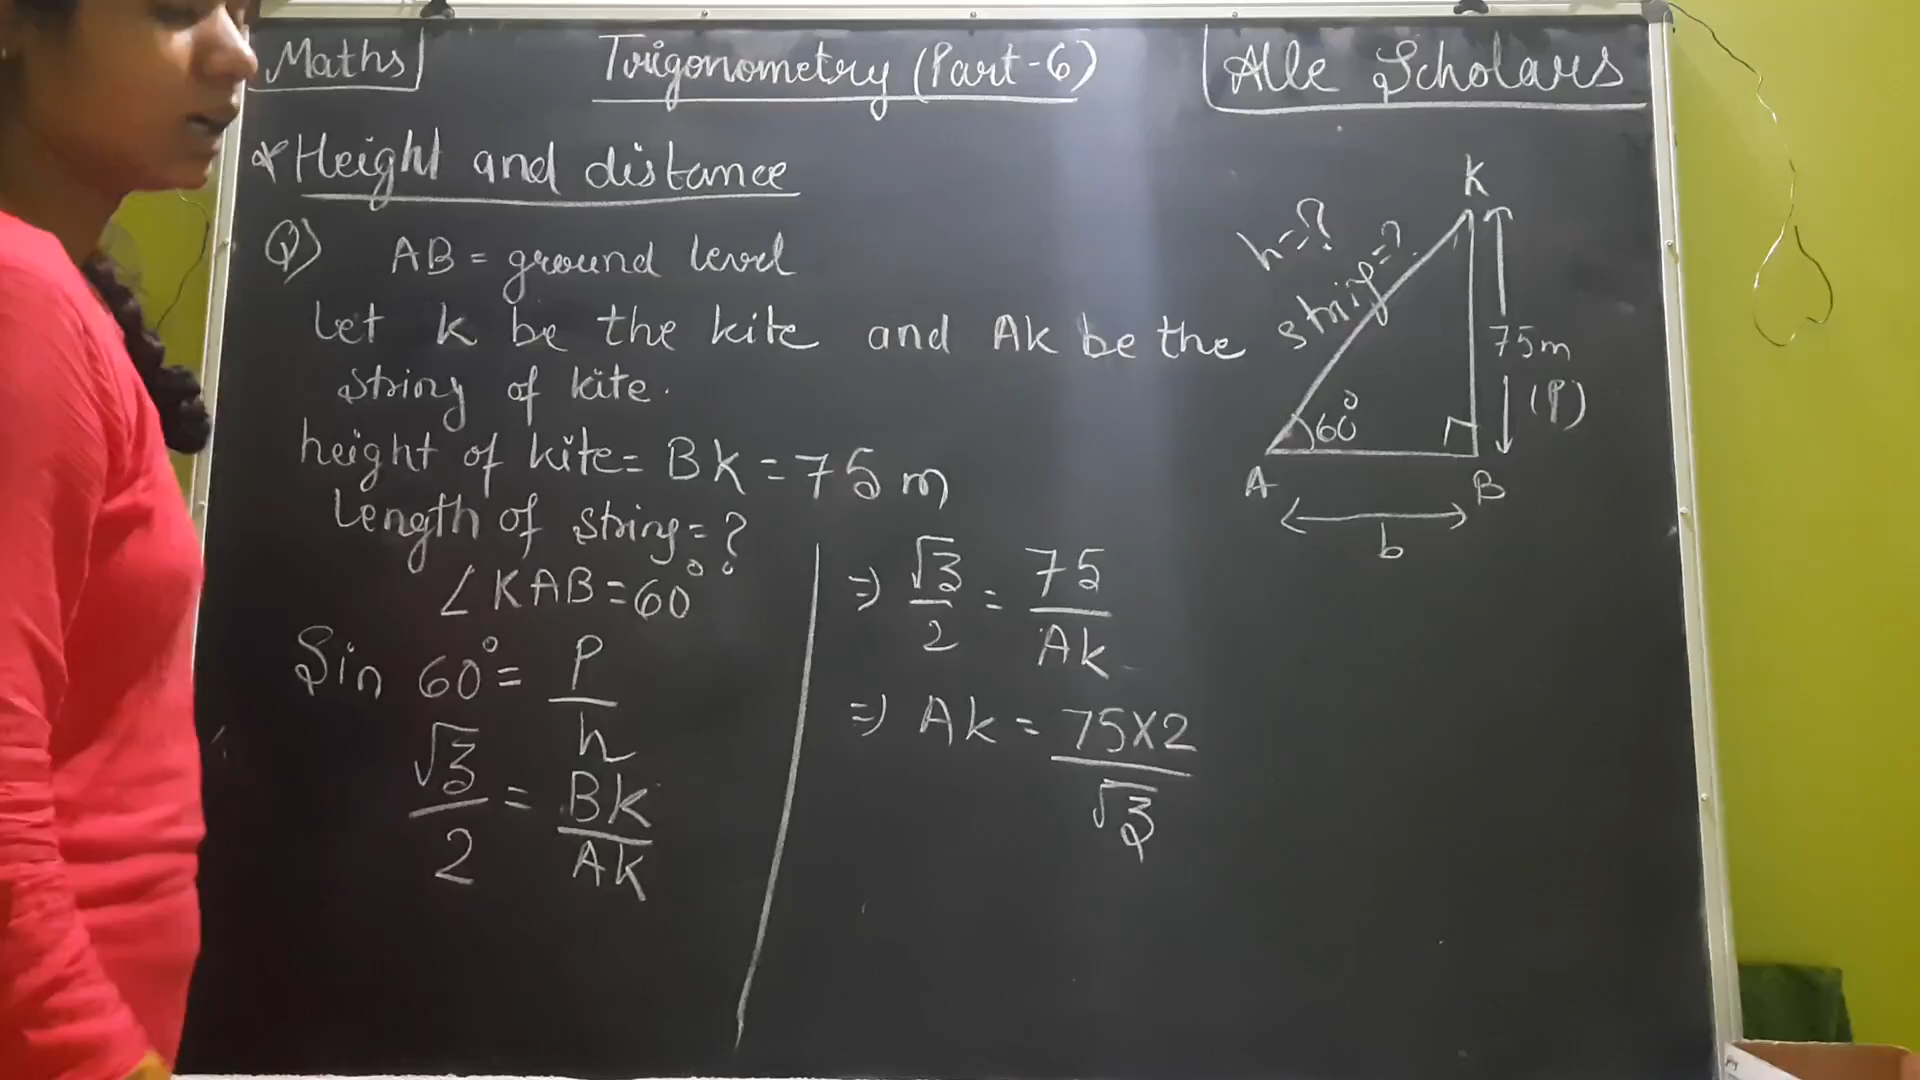 Maths
Trigonometry (Part-6)
Alle Scholars
* Height and distance
Q) AB = ground level
Let K be the kite and AK be the
string of kite.
height of kite = BK = 75 m
Length of string = ?
∠KAB = 60°
Sin 60° = P/h
√3/2 = BK/AK
⇒ √3/2 = 75/AK
⇒ AK = 75×2/√3
K
h = ?
string = ?
75m
(P)
60°
A
B
b